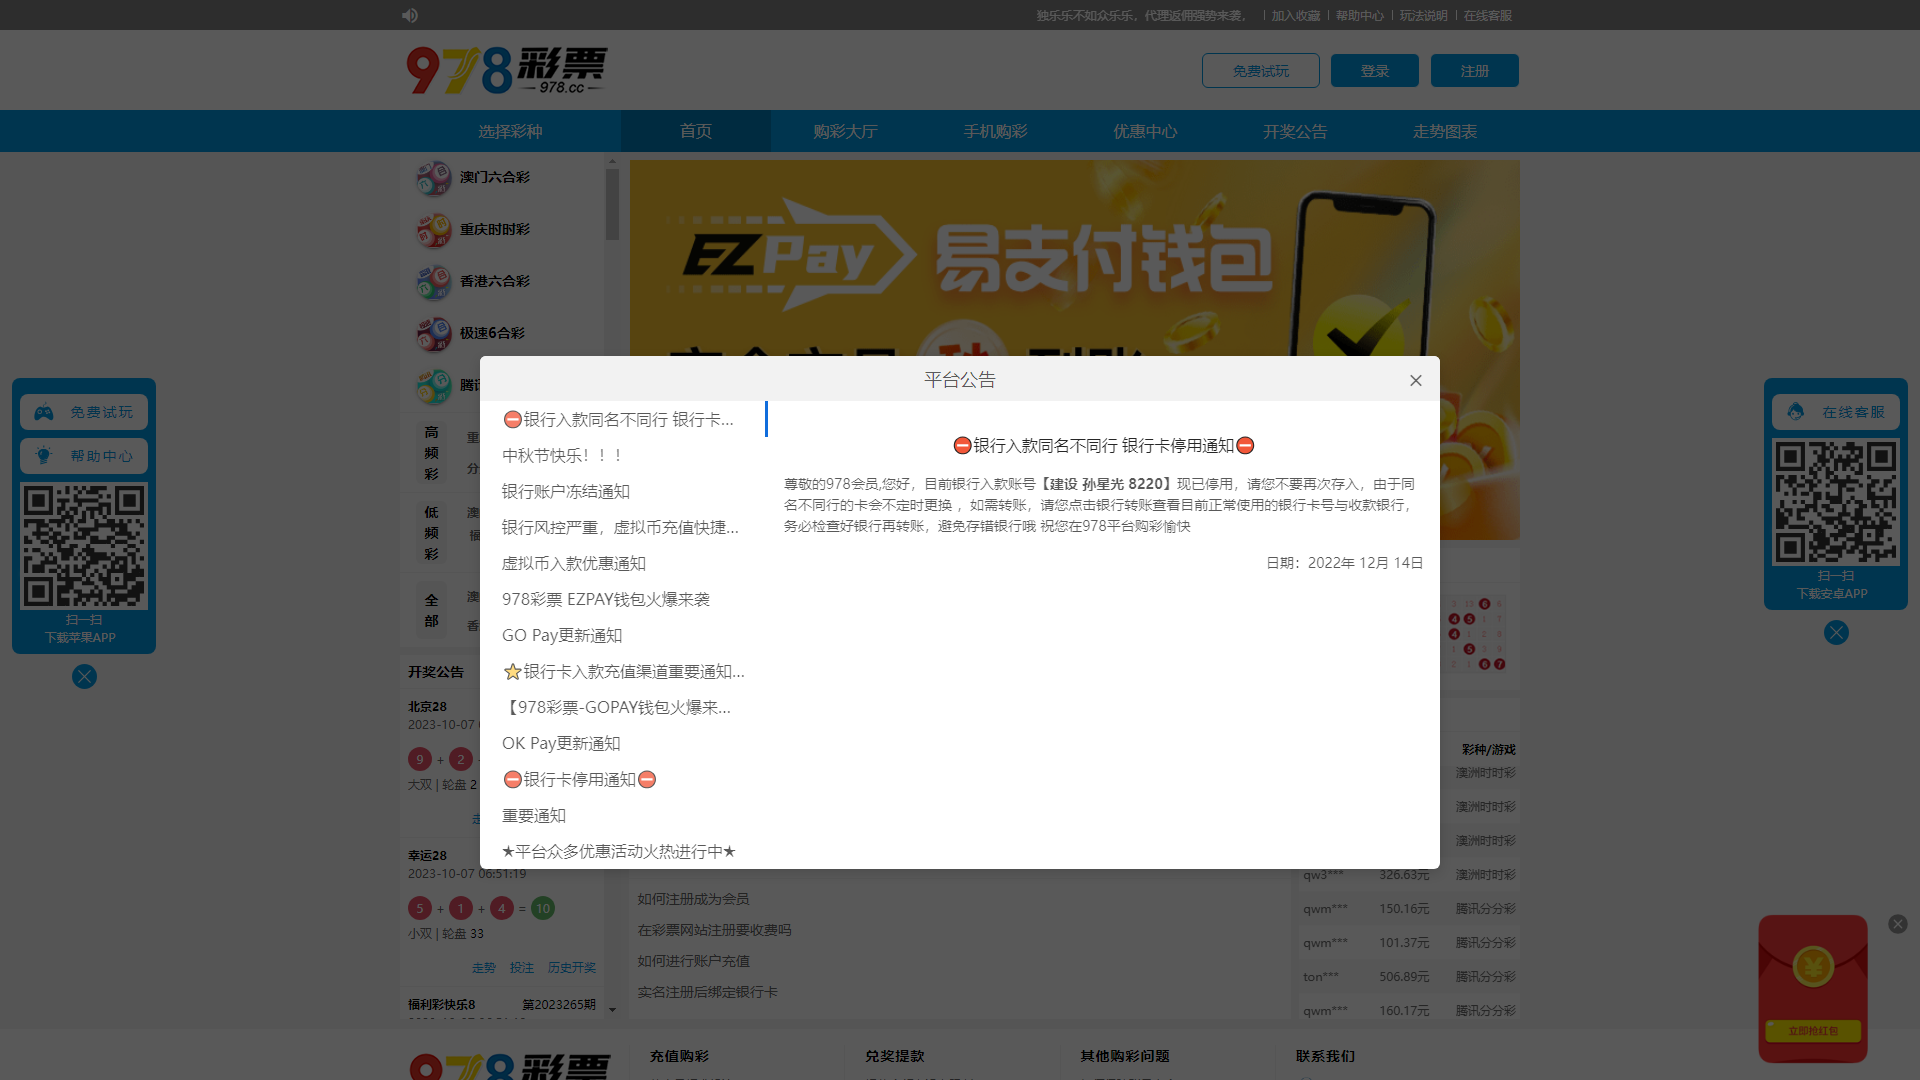 独乐乐不如众乐乐，代理返佣强势来袭。
加入收藏
帮助中心
玩法说明
在线客服
978彩票
978.cc
免费试玩
登录
注册
选择彩种
首页
购彩大厅
手机购彩
优惠中心
开奖公告
走势图表
澳门六合彩
重庆时时彩
香港六合彩
极速6合彩
EZPay 易支付钱包
平台公告
⛔银行入款同名不同行 银行卡...
中秋节快乐！！！
银行账户冻结通知
银行风控严重，虚拟币充值快捷...
虚拟币入款优惠通知
978彩票 EZPAY钱包火爆来袭
GO Pay更新通知
⭐银行卡入款充值渠道重要通知...
【978彩票-GOPAY钱包火爆来...
OK Pay更新通知
⛔银行卡停用通知⛔
重要通知
★平台众多优惠活动火热进行中★
⛔银行入款同名不同行 银行卡停用通知⛔
尊敬的978会员,您好，目前银行入款账号【建设 孙星光 8220】现已停用，请您不要再次存入，由于同
名不同行的卡会不定时更换 ，如需转账，请您点击银行转账查看目前正常使用的银行卡号与收款银行，
务必检查好银行再转账，避免存错银行哦 祝您在978平台购彩愉快
日期：2022年 12月 14日
免费试玩
帮助中心
扫一扫
下载苹果APP
在线客服
扫一扫
下载安卓APP
高频彩
低频彩
全部
开奖公告
北京28
2023-10-07
9 + 2
大双 | 轮盘 2
幸运28
2023-10-07 06:51:19
5 + 1 + 4 = 10
小双 | 轮盘 33
走势
投注
历史开奖
福利彩快乐8
第2023265期
彩种/游戏
澳洲时时彩
澳洲时时彩
澳洲时时彩
qw3*** 326.63元 澳洲时时彩
qwm*** 150.16元 腾讯分分彩
qwm*** 101.37元 腾讯分分彩
ton*** 506.89元 腾讯分分彩
qwm*** 160.17元 腾讯分分彩
如何注册成为会员
在彩票网站注册要收费吗
如何进行账户充值
实名注册后绑定银行卡
立即抢红包
978彩票
充值购彩
兑奖提款
其他购彩问题
联系我们